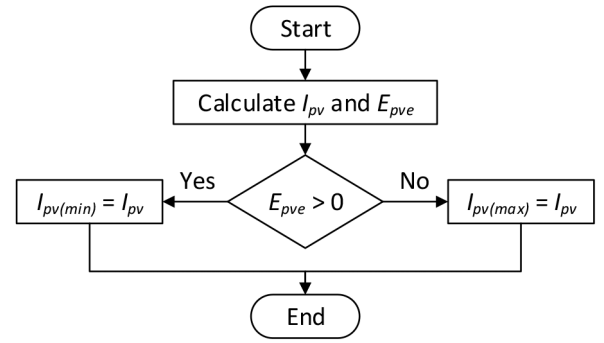 Start
Calculate I_pv and E_pve
Yes
No
I_pv(min) = I_pv
E_pve > 0
I_pv(max) = I_pv
End